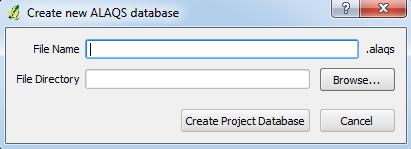 Create new ALAQS database
File Name .alaqs
File Directory Browse...
Create Project Database Cancel